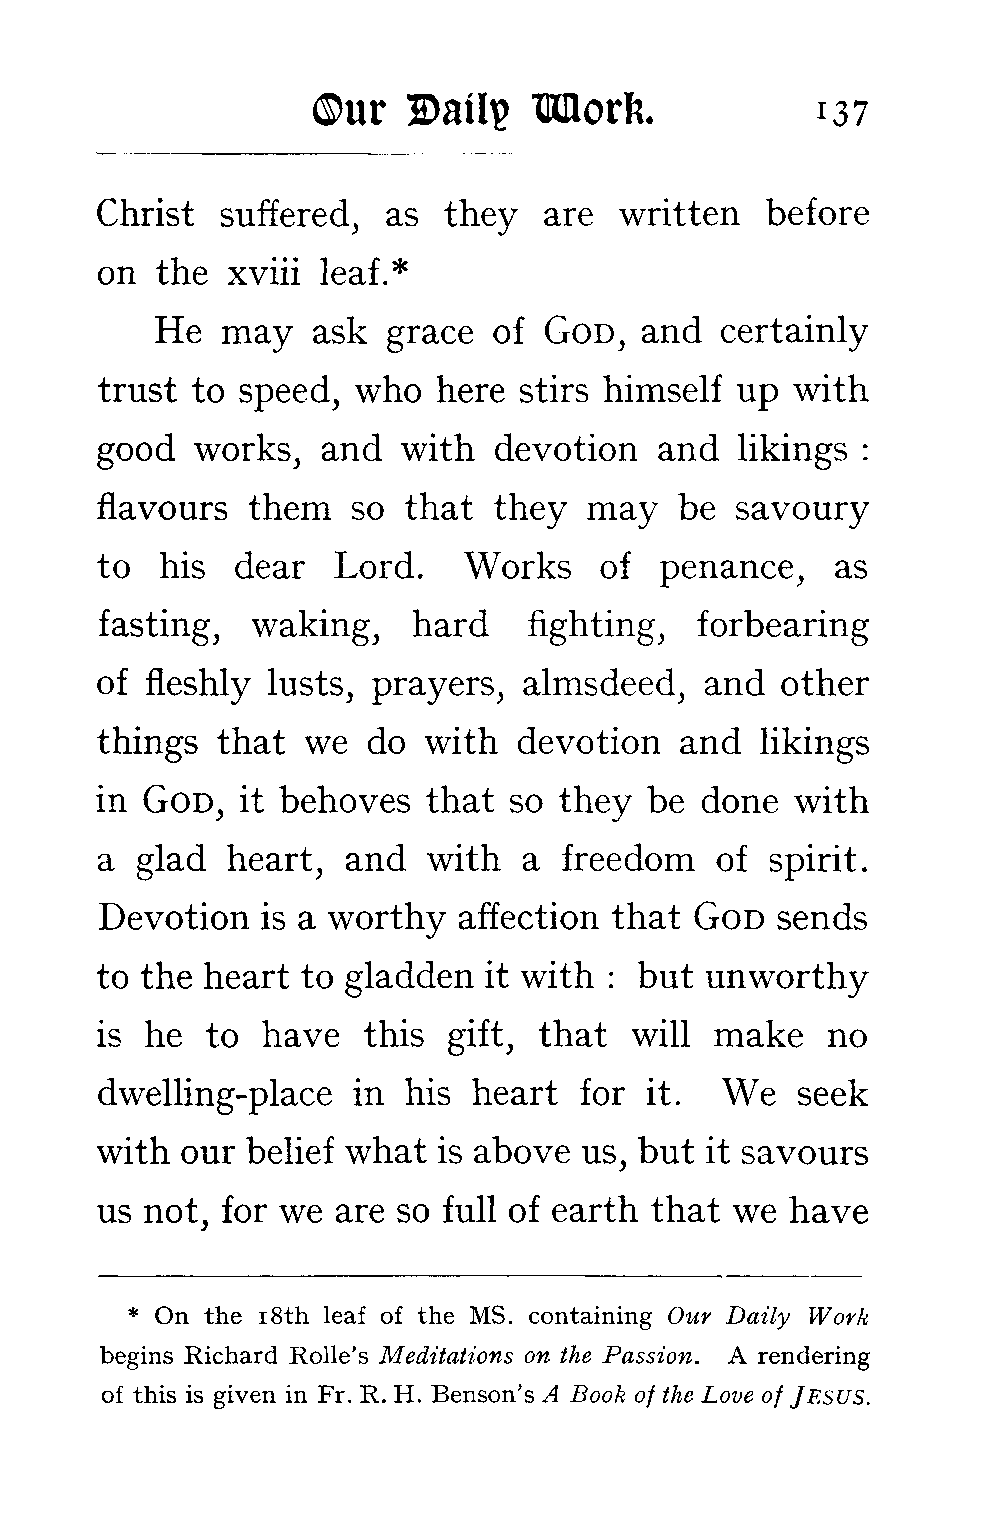 Our Daily Work. 137
Christ suffered, as they are written before
on the xviii leaf.*
He may ask grace of GOD, and certainly
trust to speed, who here stirs himself up with
good works, and with devotion and likings :
flavours them so that they may be savoury
to his dear Lord. Works of penance, as
fasting, waking, hard fighting, forbearing
of fleshly lusts, prayers, almsdeed, and other
things that we do with devotion and likings
in GOD, it behoves that so they be done with
a glad heart, and with a freedom of spirit.
Devotion is a worthy affection that GOD sends
to the heart to gladden it with : but unworthy
is he to have this gift, that will make no
dwelling-place in his heart for it. We seek
with our belief what is above us, but it savours
us not, for we are so full of earth that we have
* On the 18th leaf of the MS. containing Our Daily Work
begins Richard Rolle's Meditations on the Passion. A rendering
of this is given in Fr. R. H. Benson's A Book of the Love of JESUS.